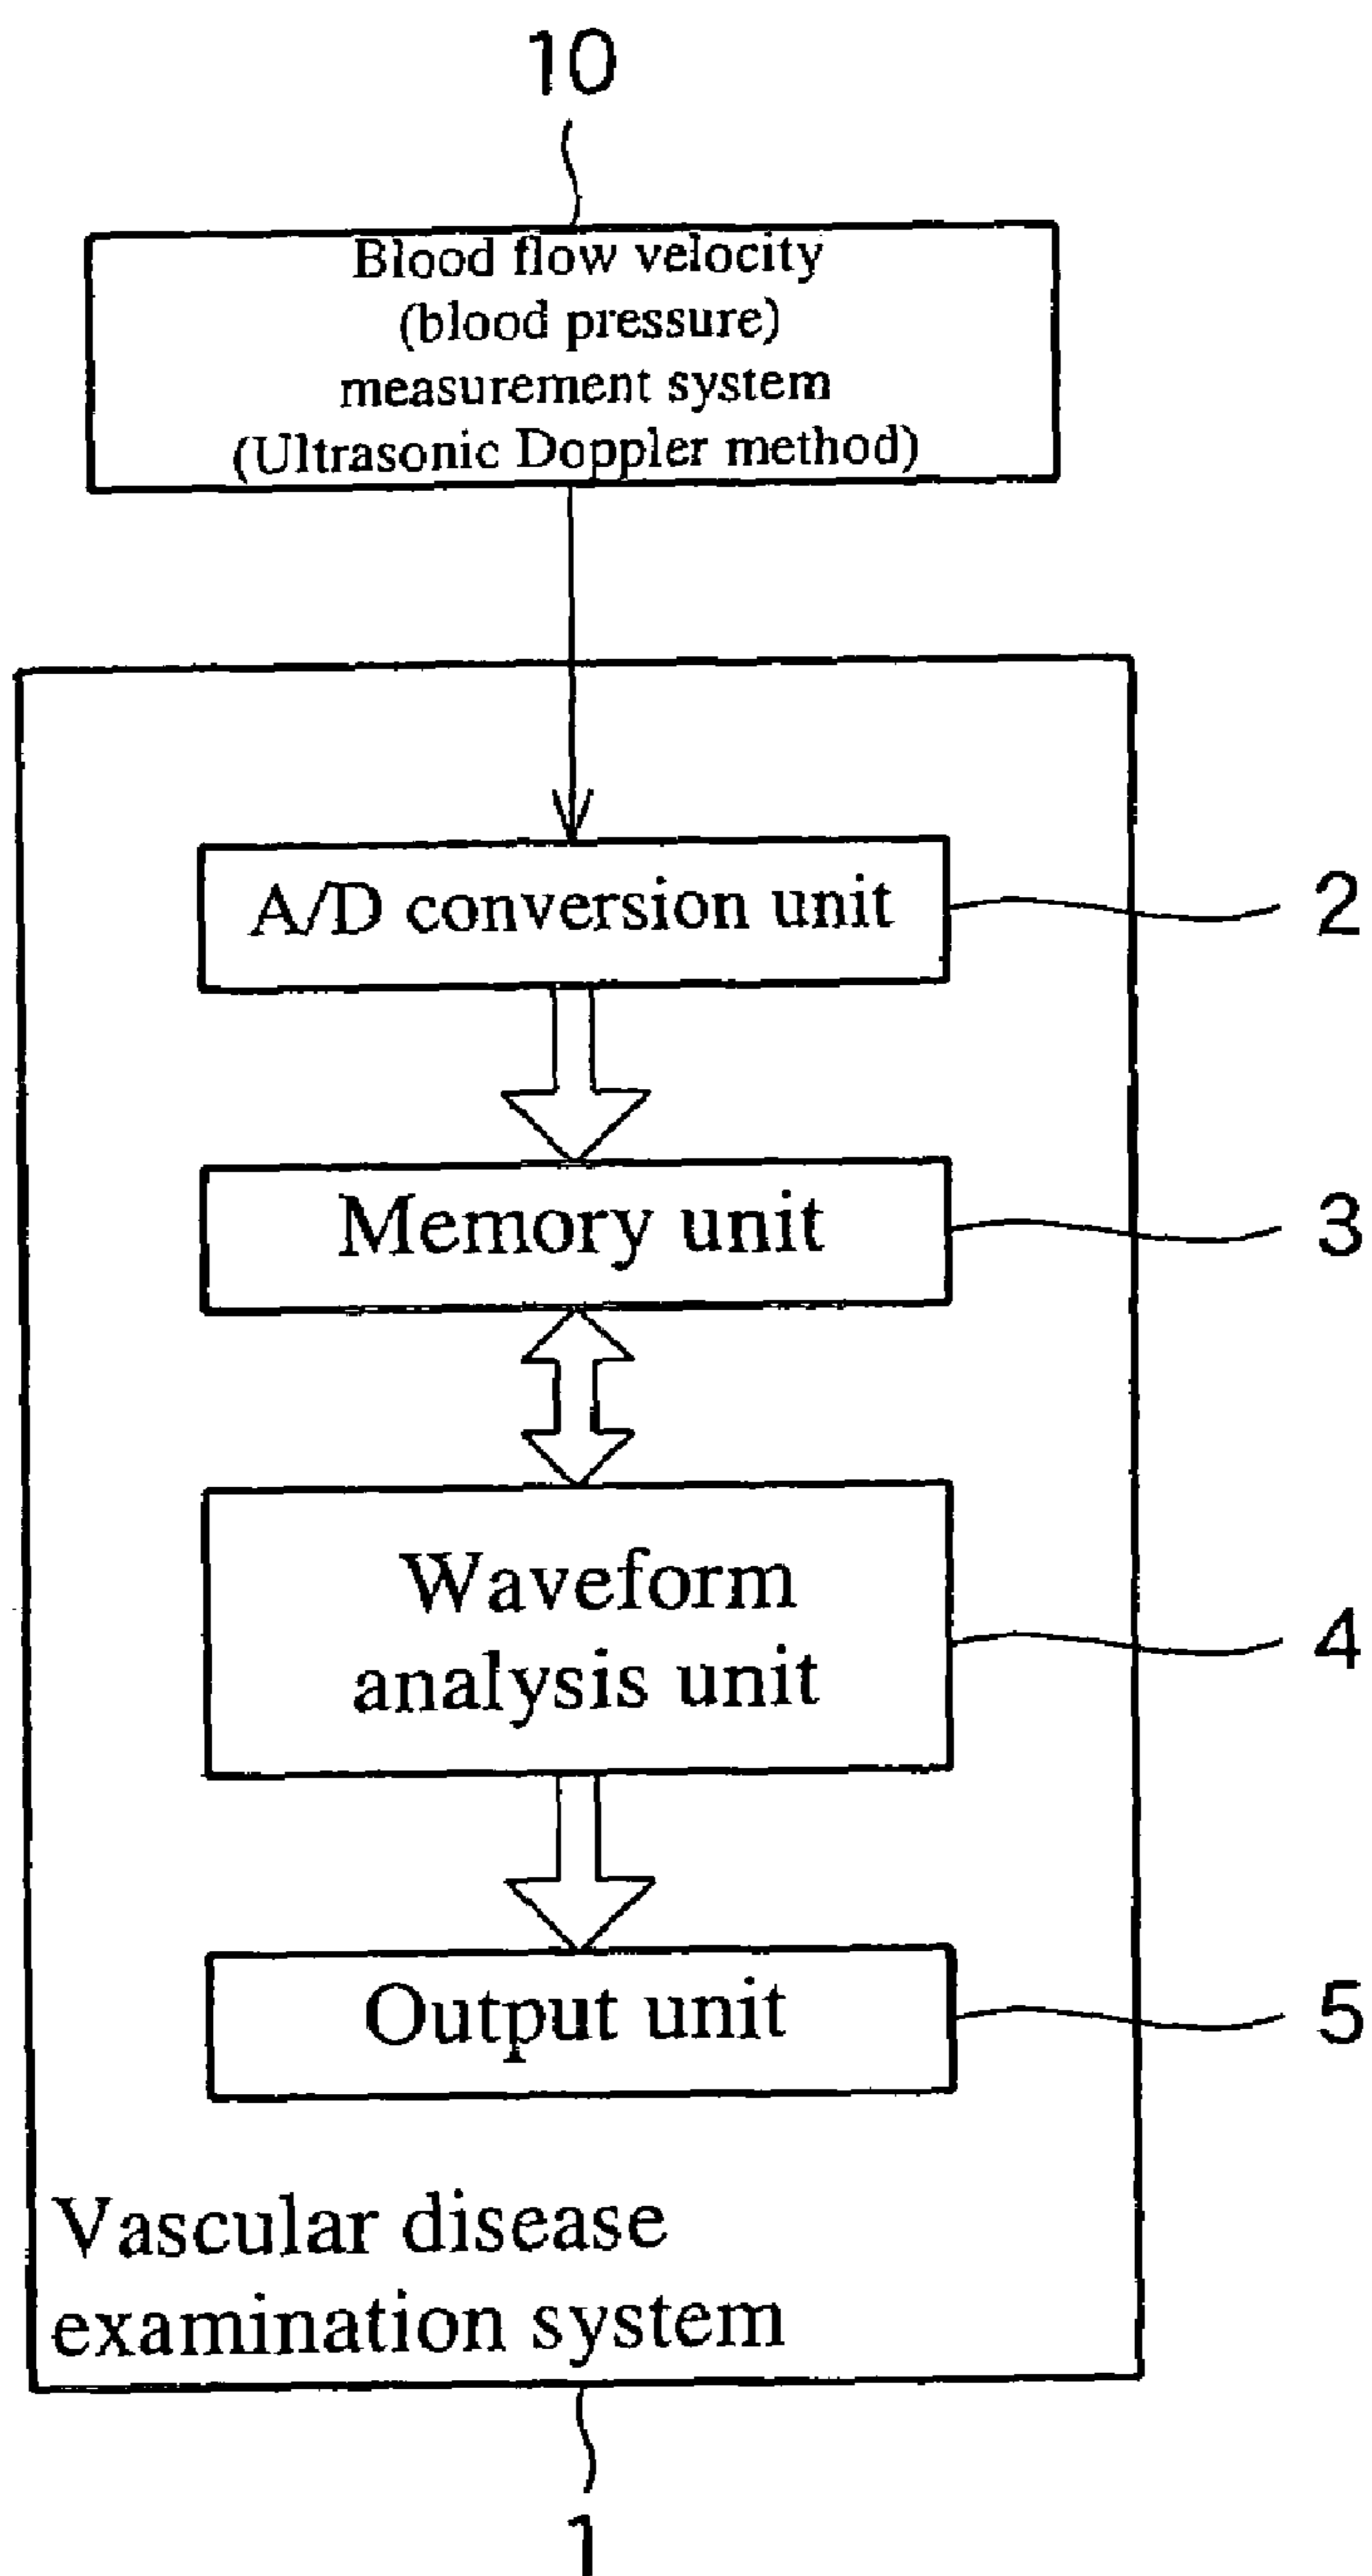 10
Blood flow velocity
(blood pressure)
measurement system
(Ultrasonic Doppler method)
A/D conversion unit
2
Memory unit
3
Waveform
analysis unit
4
Output unit
5
Vascular disease
examination system
1